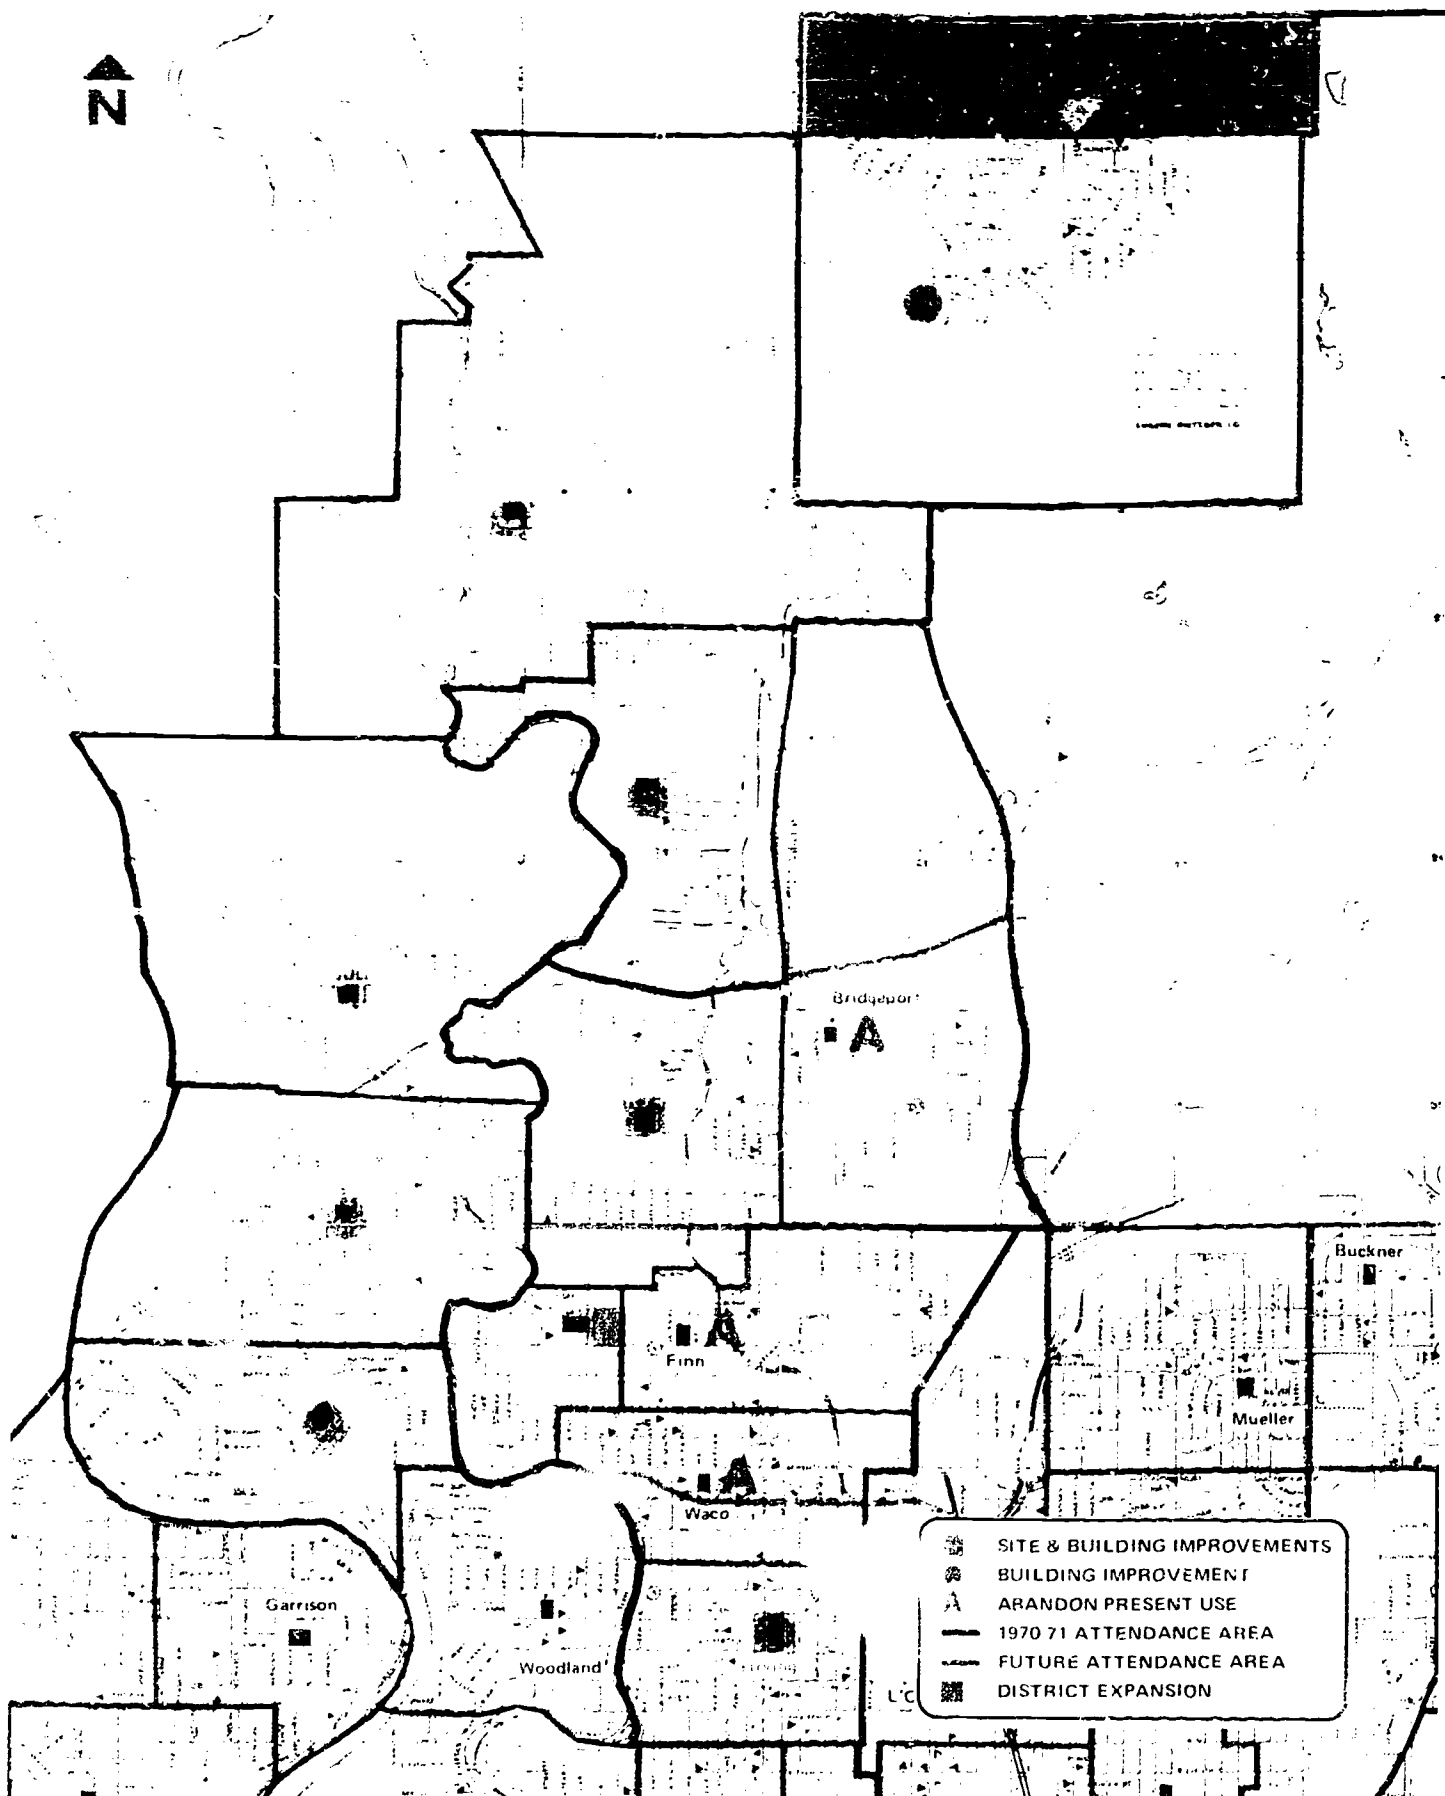 N
Bridgeport
Buckner
Finn
Mueller
Waco
SITE & BUILDING IMPROVEMENTS
BUILDING IMPROVEMENT
A ABANDON PRESENT USE
1970 71 ATTENDANCE AREA
FUTURE ATTENDANCE AREA
DISTRICT EXPANSION
Garrison
Woodland
L'O
A
A
A